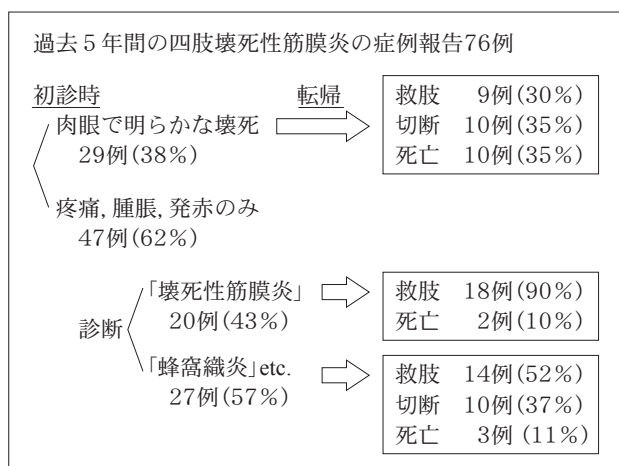 過去5年間の四肢壊死性筋膜炎の症例報告76例
初診時 転帰
肉眼で明らかな壊死
29例(38%)
救肢 9例(30%)
切断 10例(35%)
死亡 10例(35%)
疼痛,腫脹,発赤のみ
47例(62%)
診断
「壊死性筋膜炎」
20例(43%)
救肢 18例(90%)
死亡 2例(10%)
「蜂窩織炎」etc.
27例(57%)
救肢 14例(52%)
切断 10例(37%)
死亡 3例(11%)